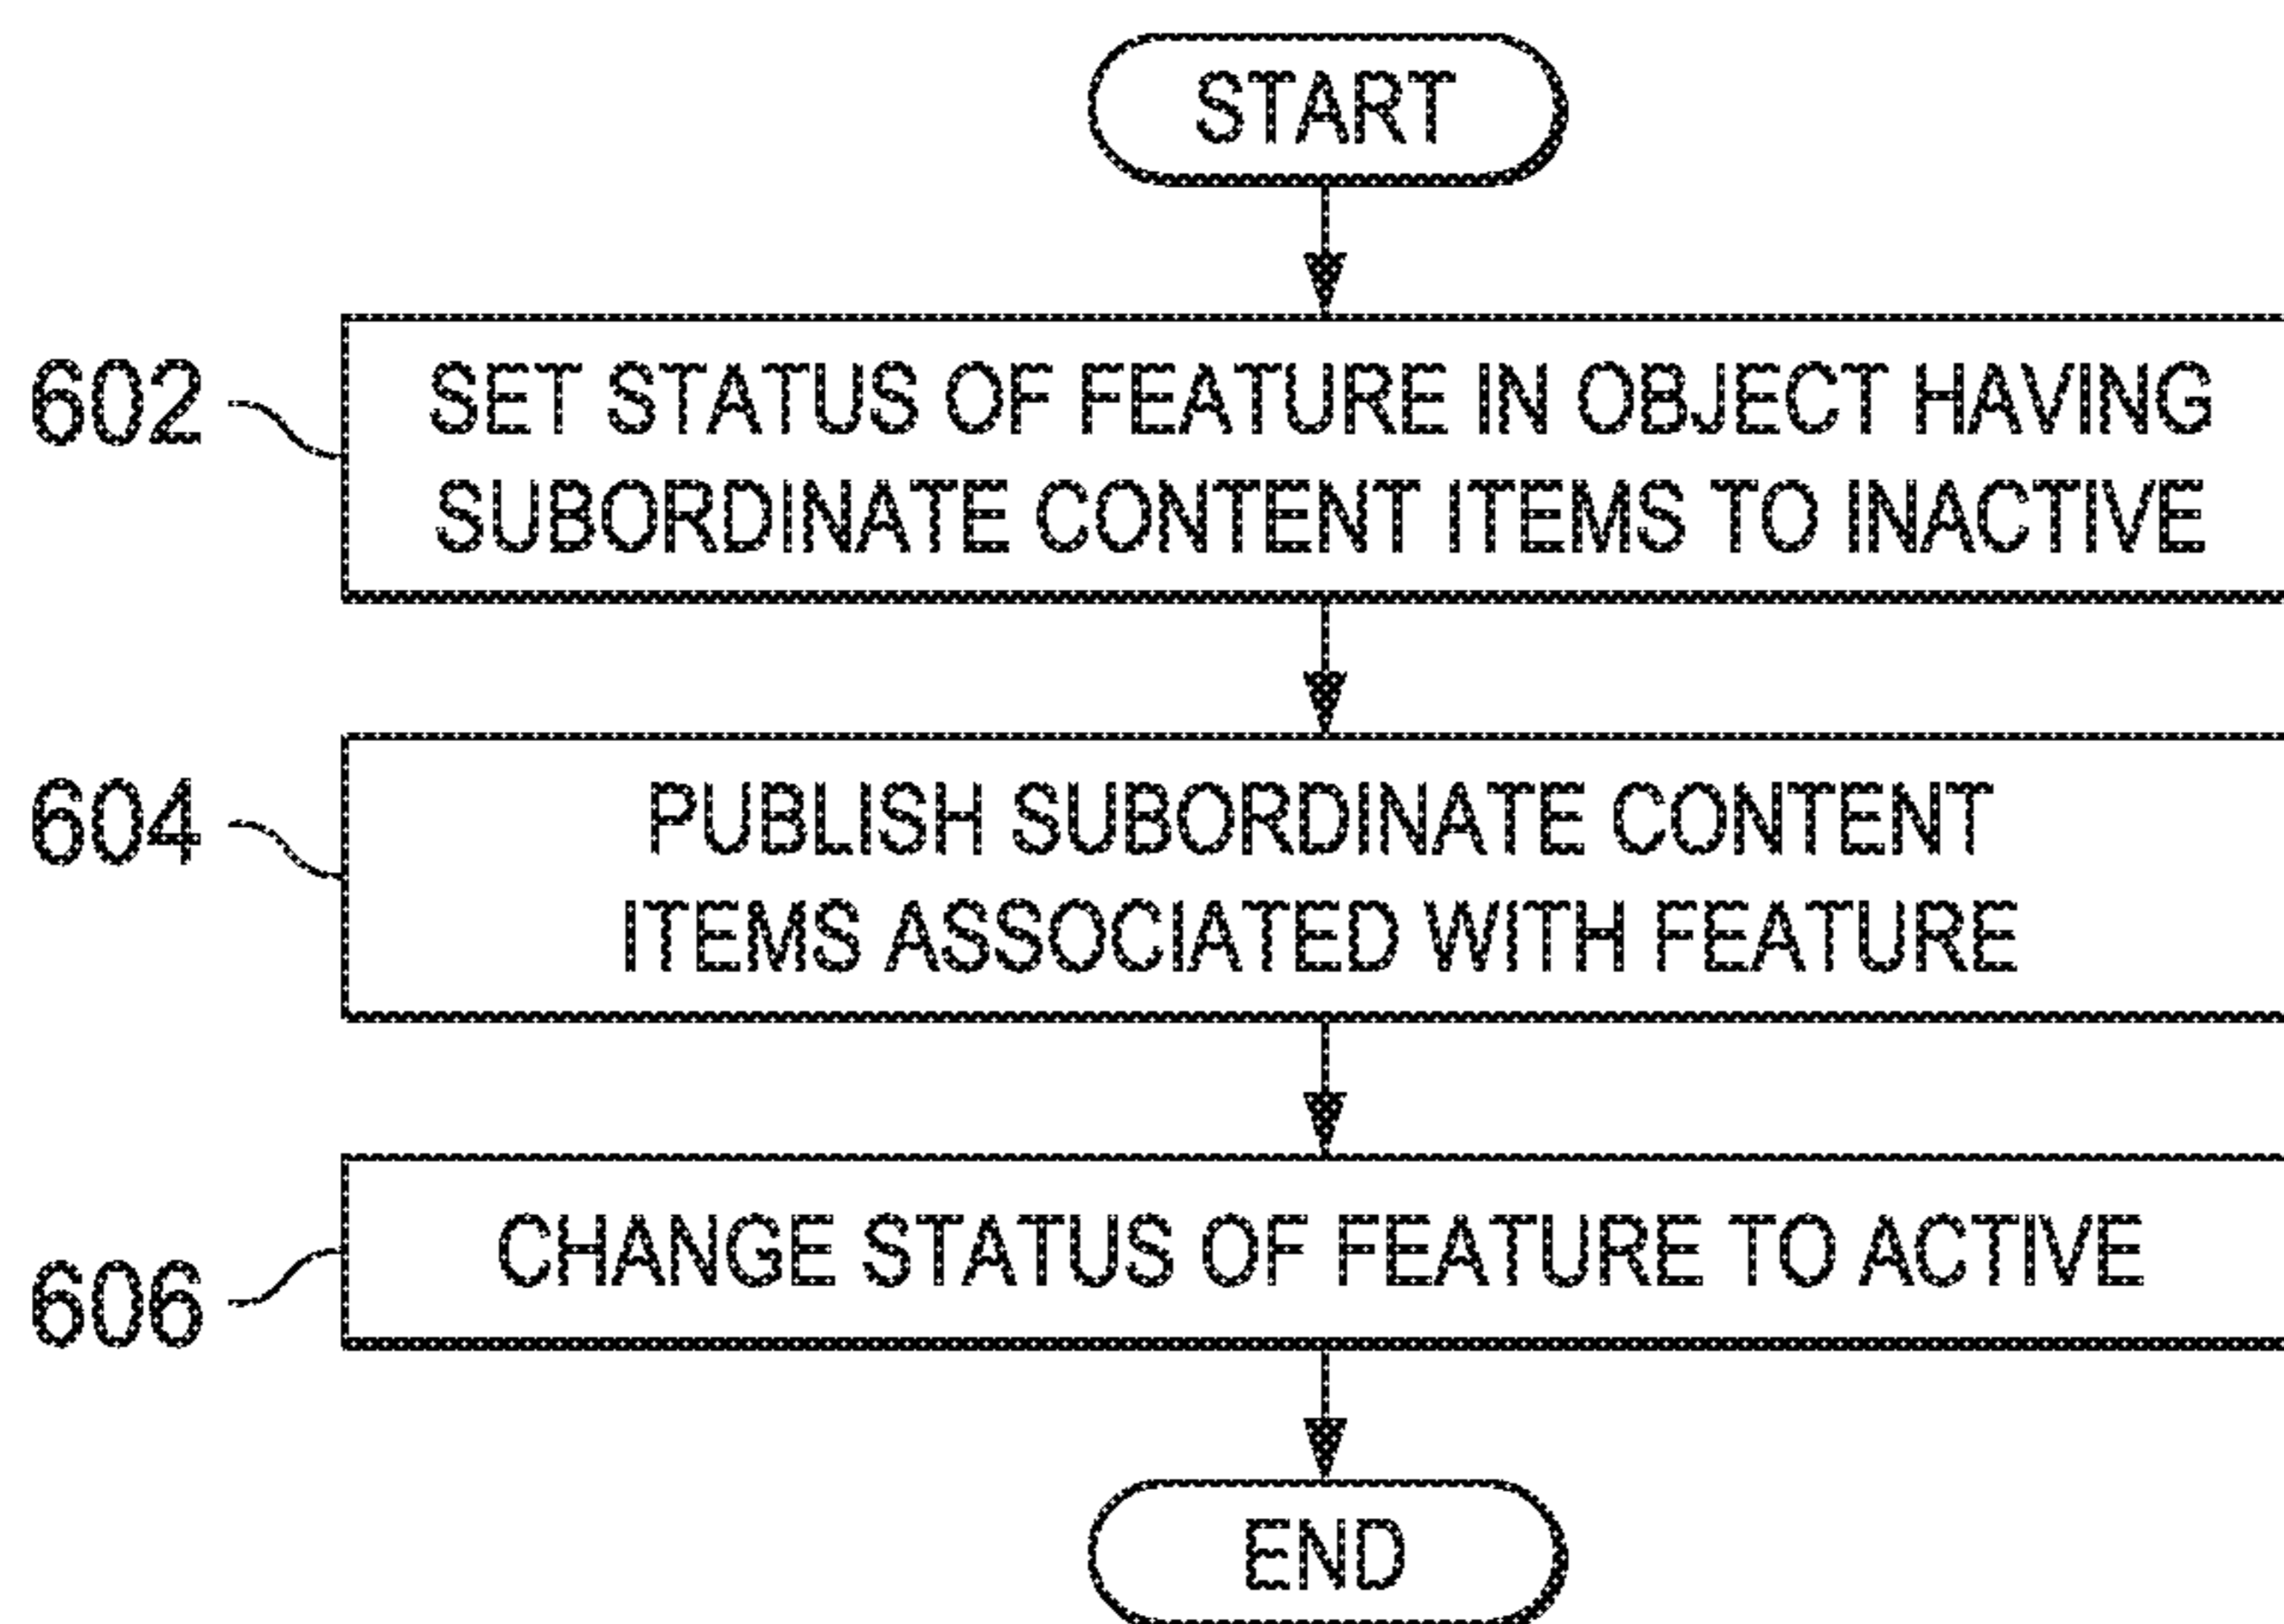 START
602
SET STATUS OF FEATURE IN OBJECT HAVING
SUBORDINATE CONTENT ITEMS TO INACTIVE
604
PUBLISH SUBORDINATE CONTENT
ITEMS ASSOCIATED WITH FEATURE
606
CHANGE STATUS OF FEATURE TO ACTIVE
END